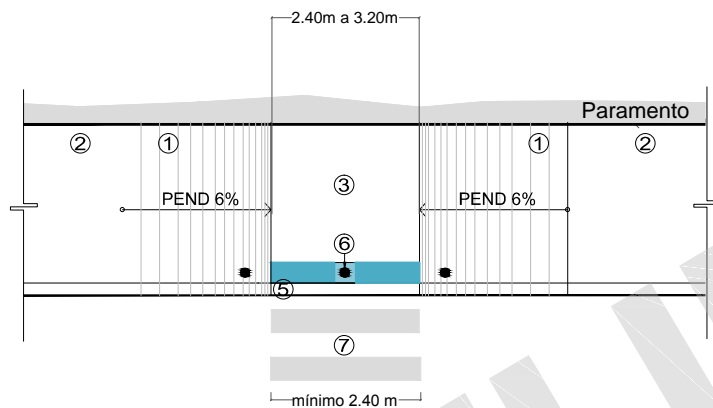 2.40m a 3.20m
Paramento
② ① ① ②
③
PEND 6% PEND 6%
⑥
⑤
⑦
mínimo 2.40 m